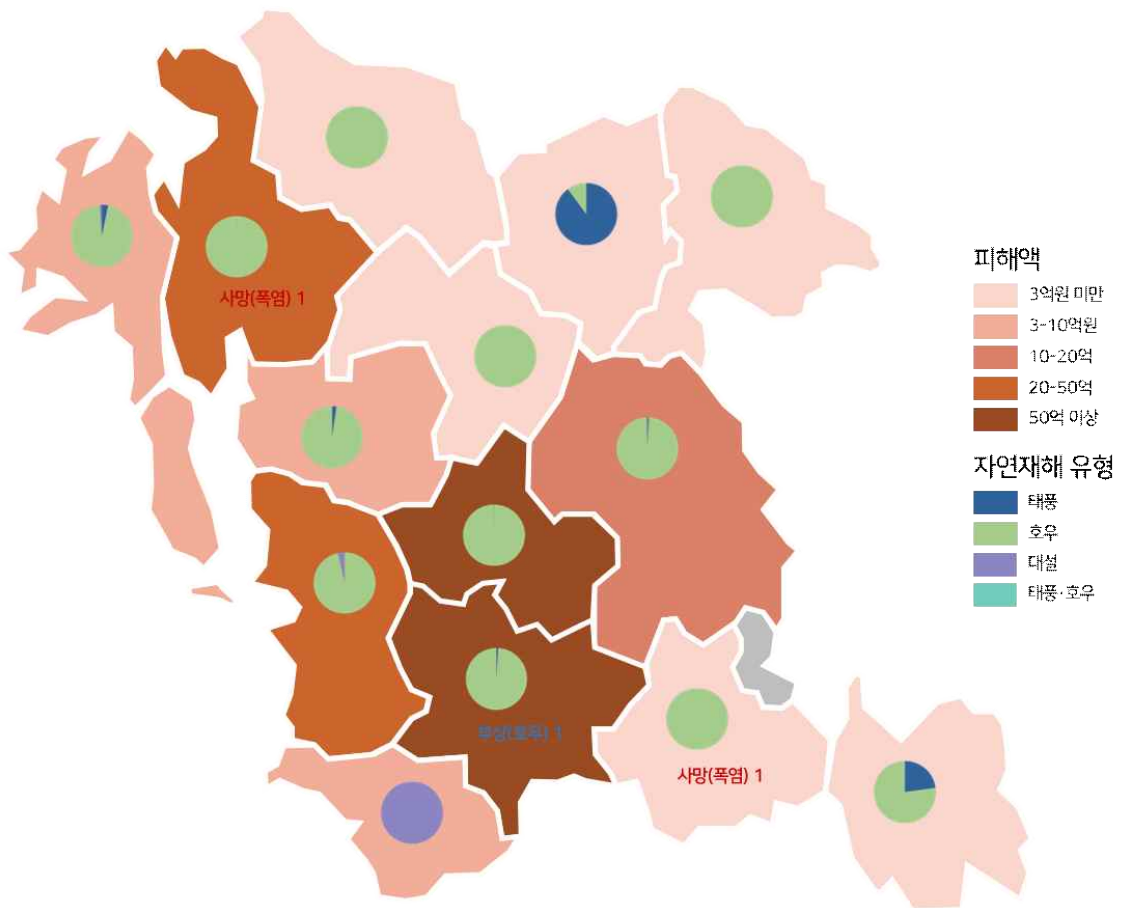 사망(폭염) 1
부상(호우) 1
사망(폭염) 1
피해액
3억원 미만
3-10억원
10-20억
20-50억
50억 이상
자연재해 유형
태풍
호우
대설
태풍·호우